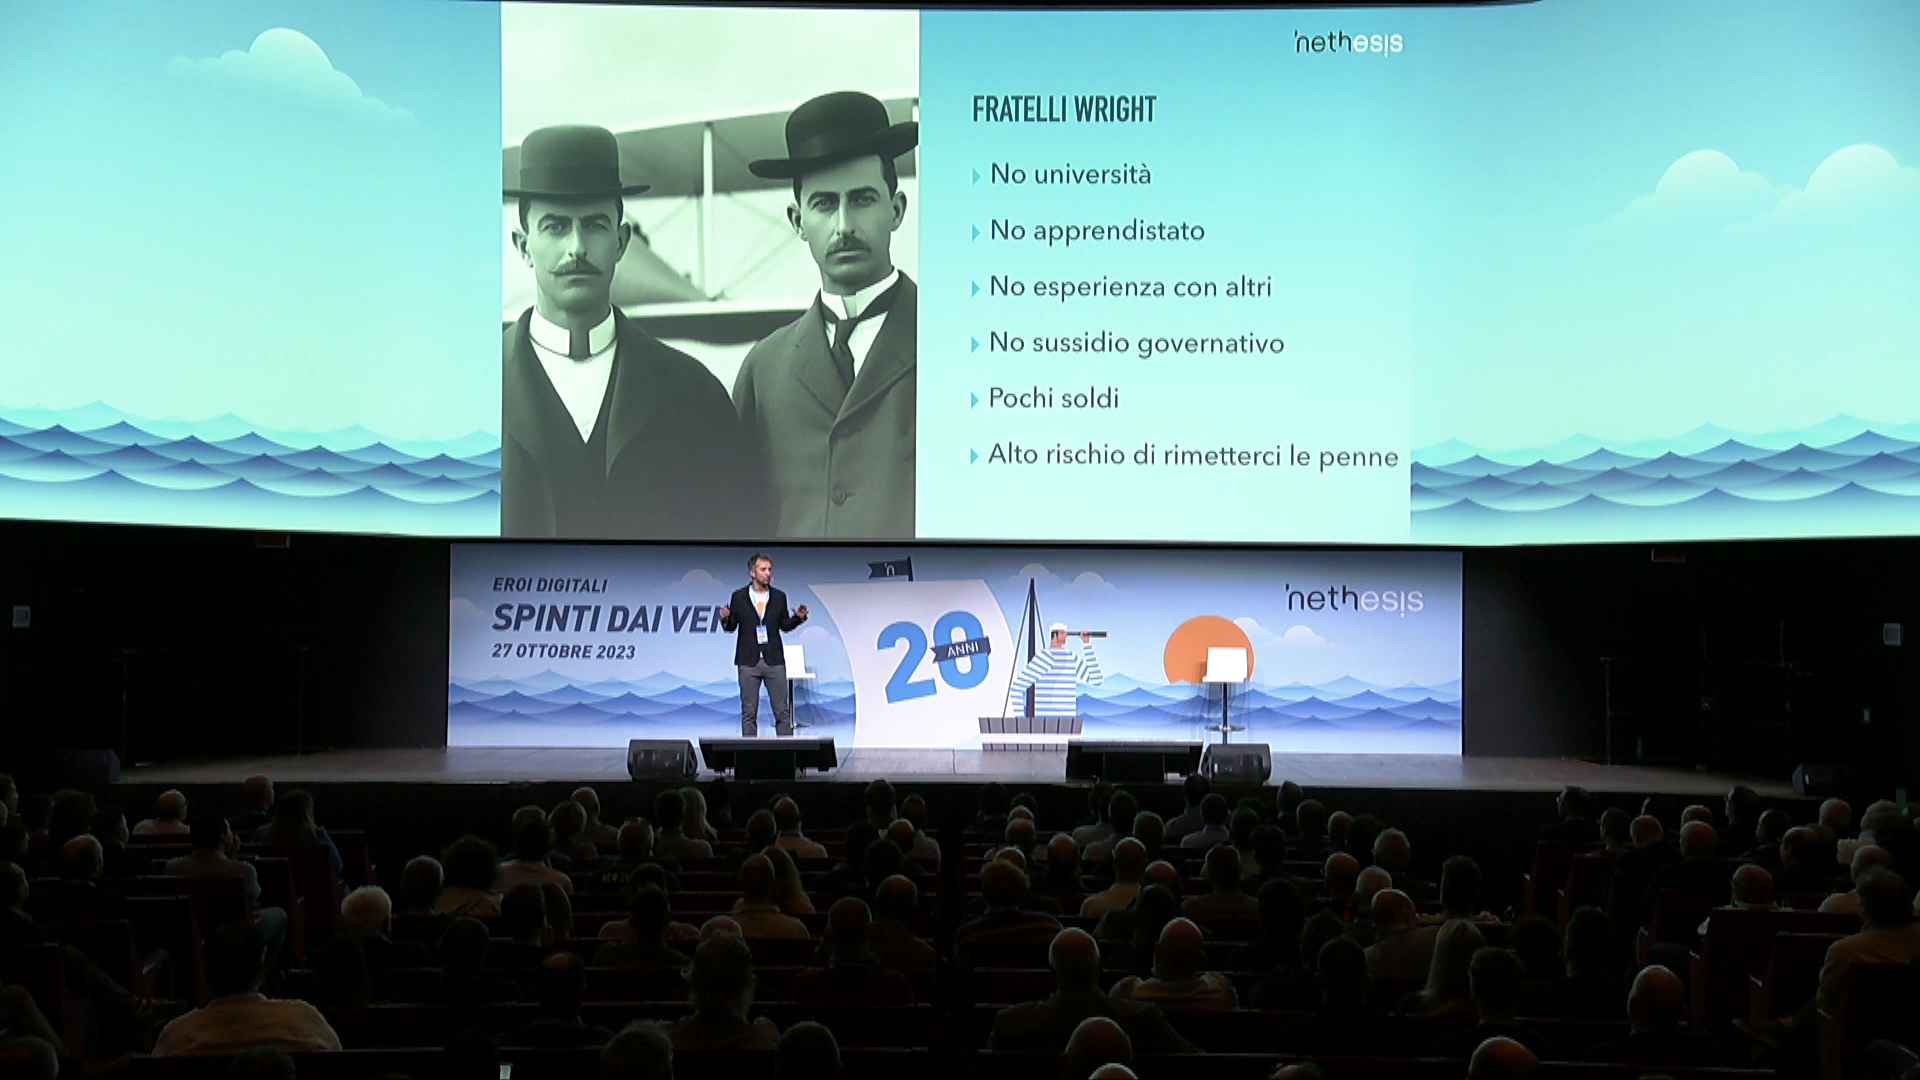 'nethesis
FRATELLI WRIGHT
No università
No apprendistato
No esperienza con altri
No sussidio governativo
Pochi soldi
Alto rischio di rimetterci le penne
EROI DIGITALI
SPINTI DAI
27 OTTOBRE 2023
'n
20
ANNI
'nethesis